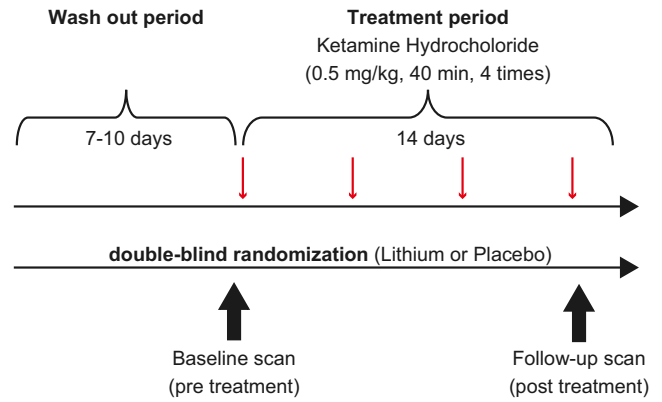 Wash out period
Treatment period
Ketamine Hydrocholoride
(0.5 mg/kg, 40 min, 4 times)
7-10 days
14 days
double-blind randomization (Lithium or Placebo)
Baseline scan
(pre treatment)
Follow-up scan
(post treatment)